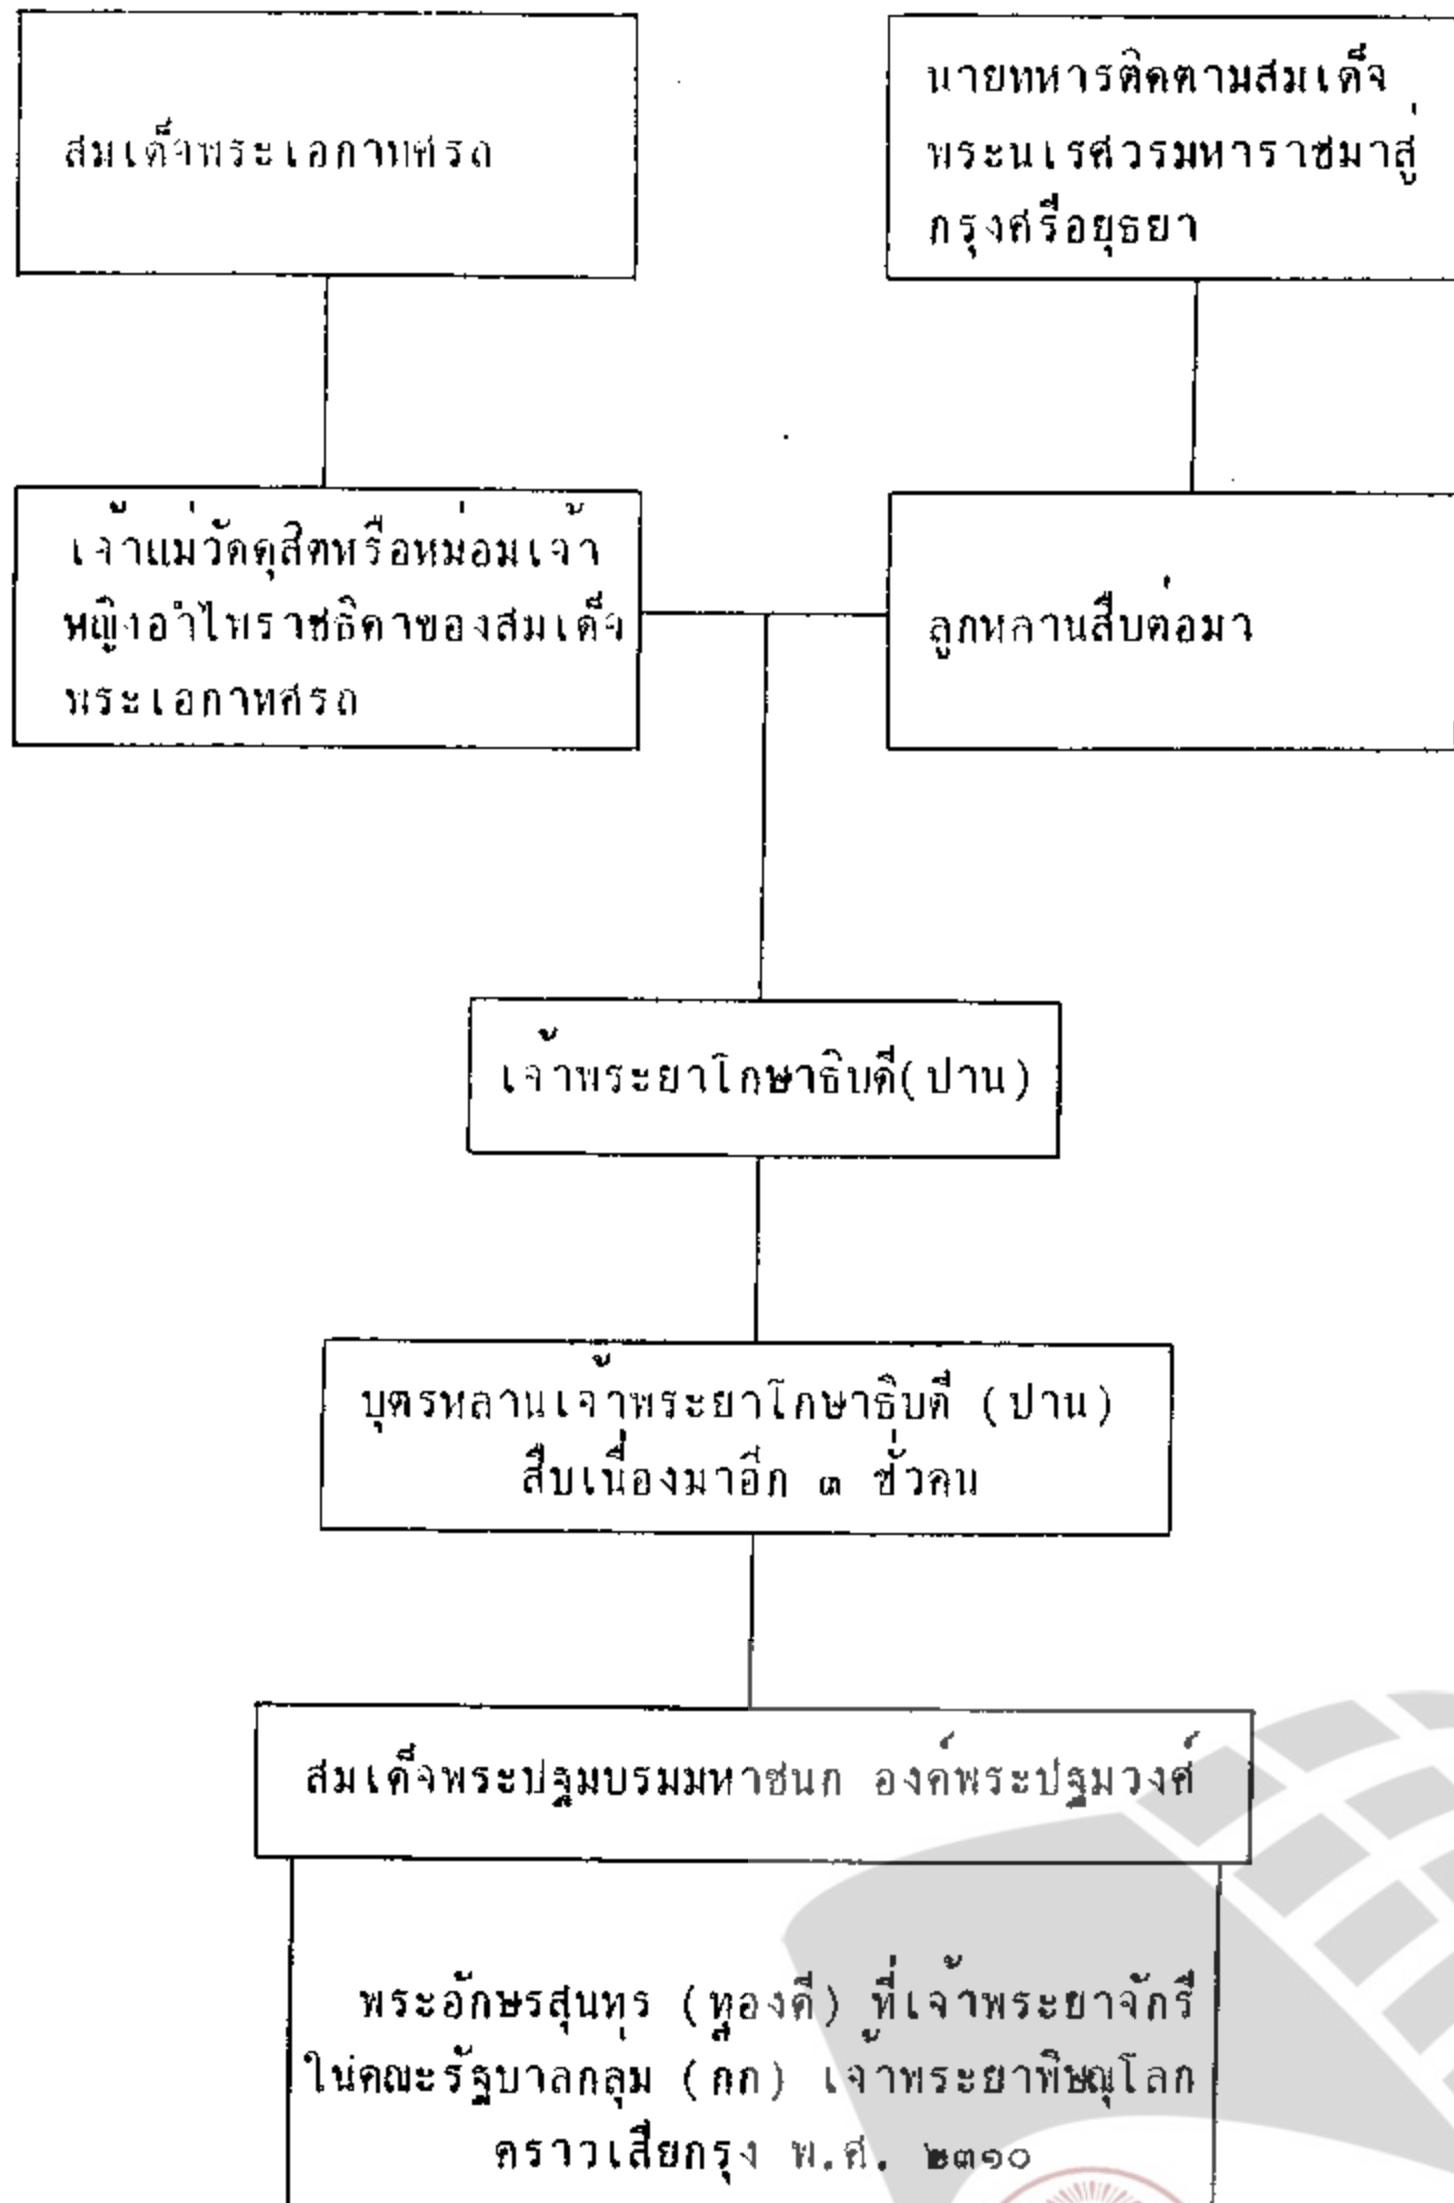 สมเด็จพระเอกาทศรถ
นายทหารติดตามสมเด็จ
พระนเรศวรมหาราชมาสู่
กรุงศรีอยุธยา
เจ้าแม่วัดดุสิตหรือหม่อมเจ้า
หญิงอำไพราชธิดาของสมเด็จ
พระเอกาทศรถ
ลูกหลานสืบต่อมา
เจ้าพระยาโกษาธิบดี(ปาน)
บุตรหลานเจ้าพระยาโกษาธิบดี (ปาน)
สืบเนื่องมาอีก ๓ ชั่วคน
สมเด็จพระปฐมบรมมหาชนก องค์พระปฐมวงศ์
พระอักษรสุนทร (ทองดี) ที่เจ้าพระยาจักรี
ในคณะรัฐบาลกลุ่ม (กก) เจ้าพระยาพิษณุโลก
คราวเสียกรุง พ.ศ. ๒๓๑๐